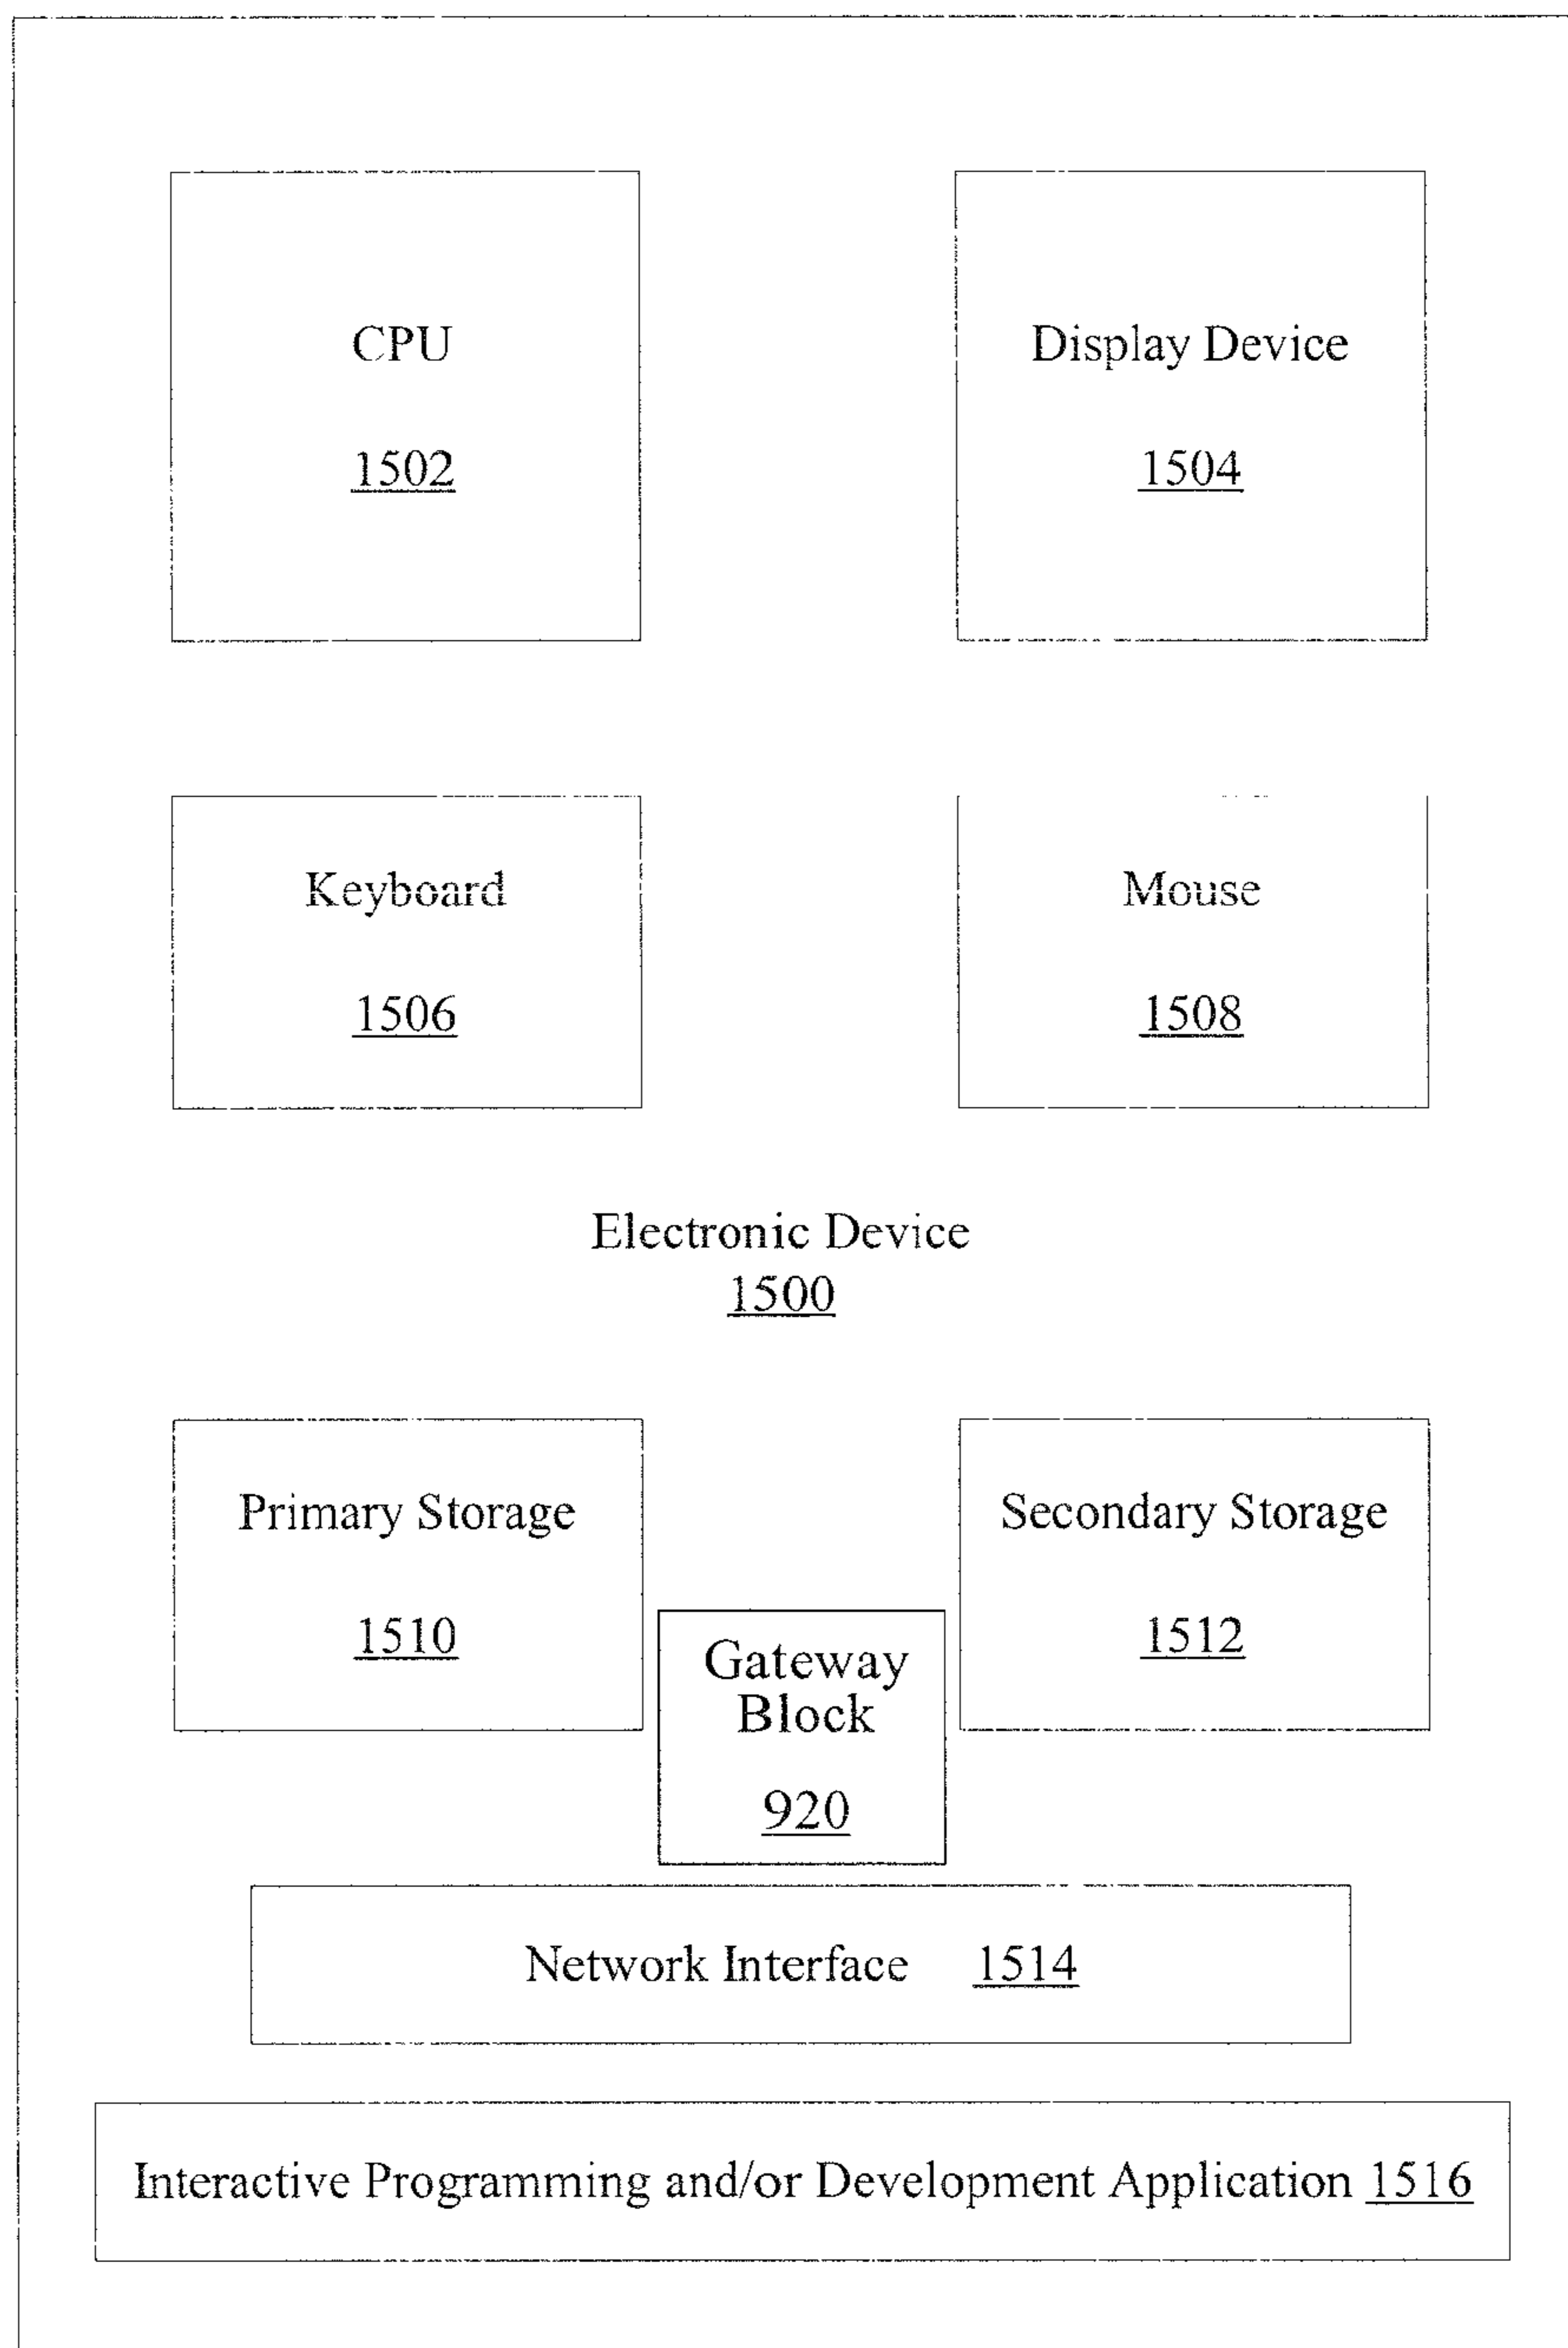 CPU
1502
Display Device
1504
Keyboard
1506
Mouse
1508
Electronic Device
1500
Primary Storage
1510
Secondary Storage
1512
Gateway
Block
920
Network Interface 1514
Interactive Programming and/or Development Application 1516